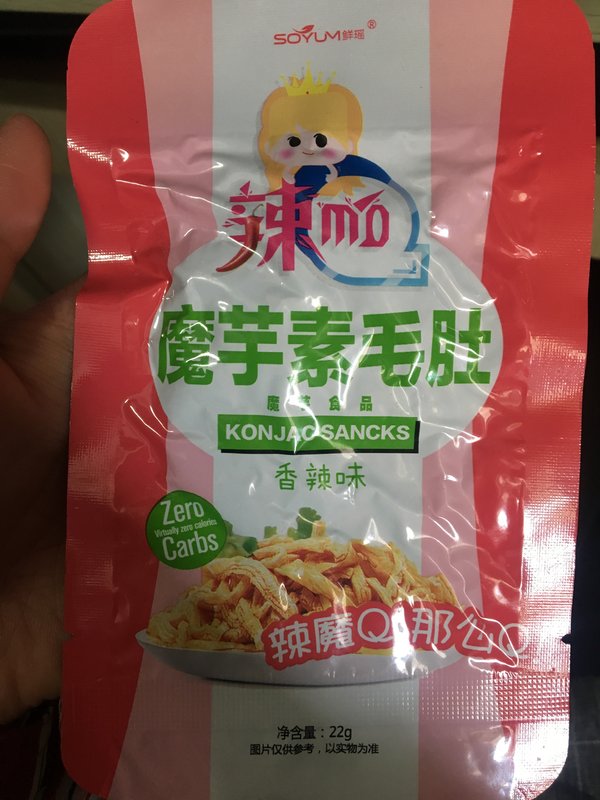 SOYUM鲜瑶®
辣mo
魔芋素毛肚
魔芋食品
KONJAC SANCKS
香辣味
Zero
Virtually zero calories
Carbs
辣魔Q 那么Q
净含量：22g
图片仅供参考，以实物为准